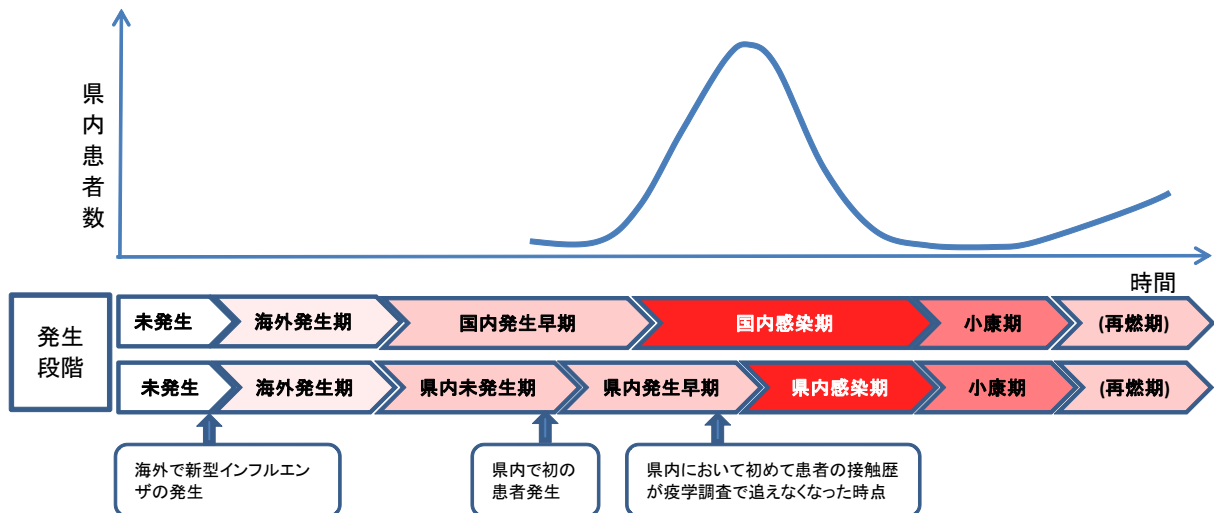 県内患者数
時間
発生
段階
未発生
海外発生期
国内発生早期
国内感染期
小康期
(再燃期)
未発生
海外発生期
県内未発生期
県内発生早期
県内感染期
小康期
(再燃期)
海外で新型インフルエン
ザの発生
県内で初の
患者発生
県内において初めて患者の接触歴
が疫学調査で追えなくなった時点